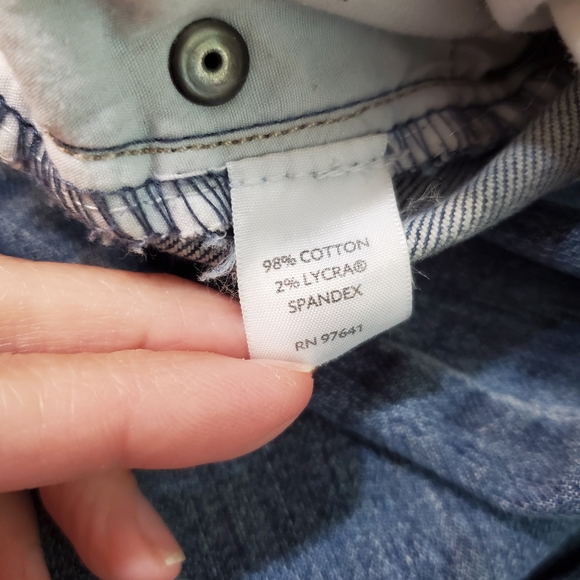 98% COTTON
2% LYCRA®
SPANDEX
RN 97641